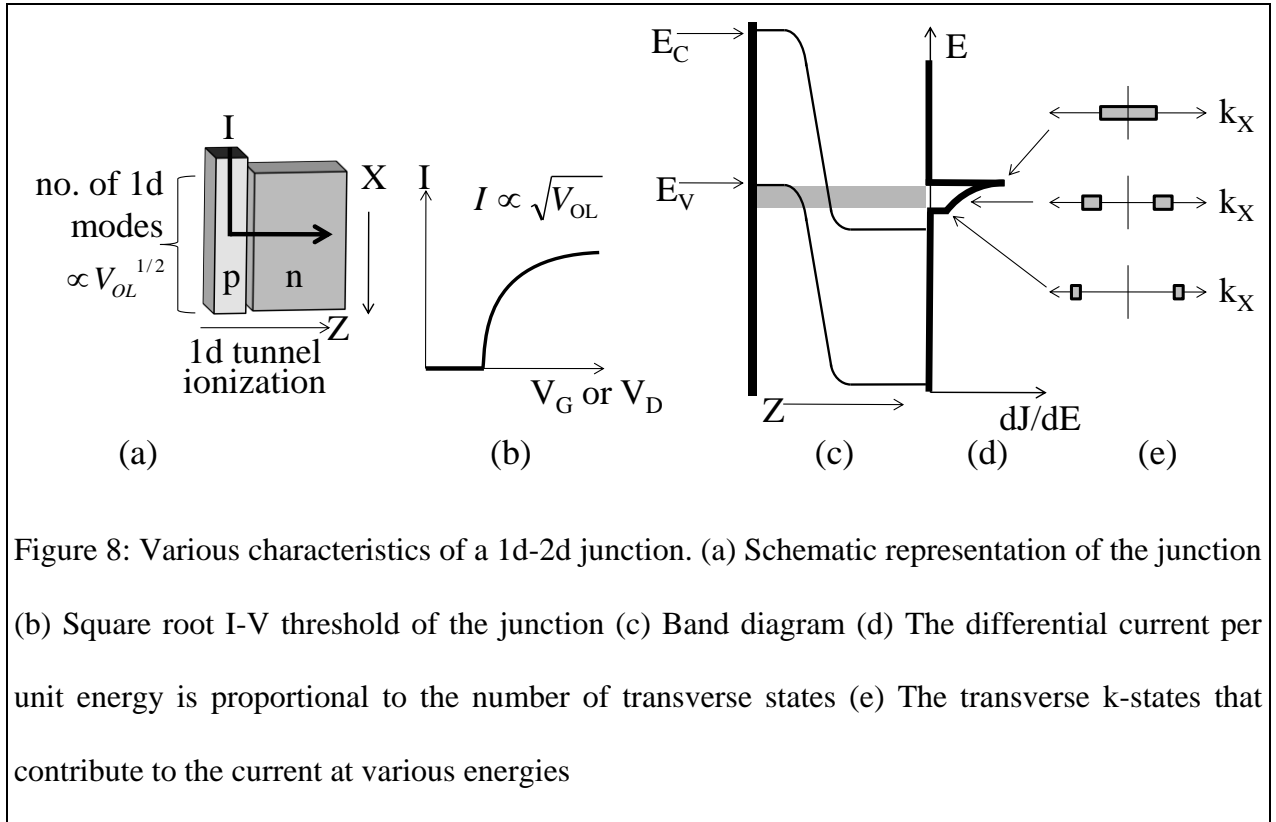 I
no. of 1d
modes
∝ V_OL^1/2
p
n
X
Z
1d tunnel
ionization
(a)
I
I ∝ √V_OL
V_G or V_D
(b)
E_C
E_V
Z
(c)
E
dJ/dE
(d)
k_X
k_X
k_X
(e)
Figure 8: Various characteristics of a 1d-2d junction. (a) Schematic representation of the junction
(b) Square root I-V threshold of the junction (c) Band diagram (d) The differential current per
unit energy is proportional to the number of transverse states (e) The transverse k-states that
contribute to the current at various energies